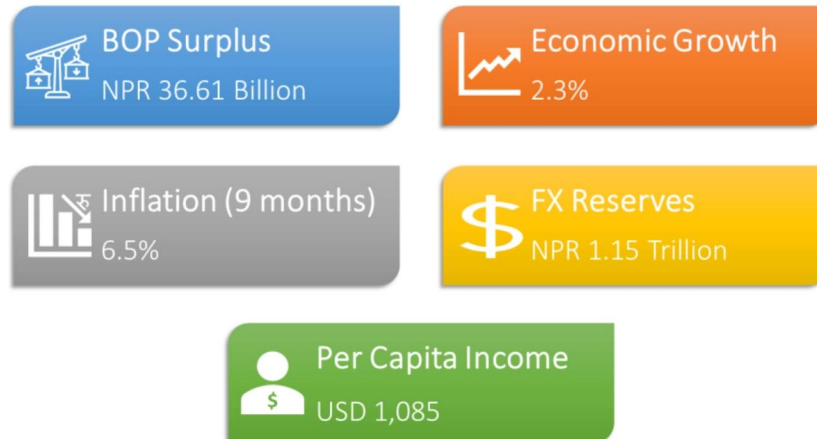 BOP Surplus
NPR 36.61 Billion
Economic Growth
2.3%
Inflation (9 months)
6.5%
FX Reserves
NPR 1.15 Trillion
Per Capita Income
USD 1,085